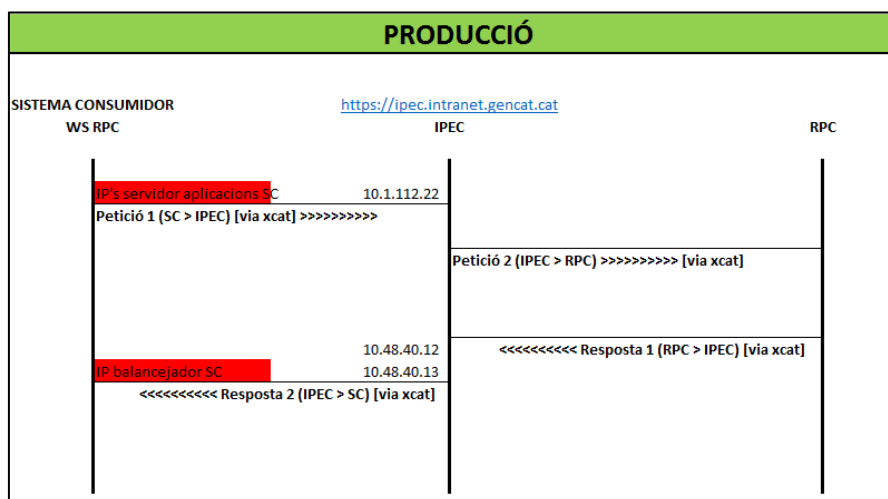 PRODUCCIÓ
SISTEMA CONSUMIDOR https://ipec.intranet.gencat.cat
WS RPC IPEC RPC
IP's servidor aplicacions SC 10.1.112.22
Petició 1 (SC > IPEC) [via xcat] >>>>>>>>>>
Petició 2 (IPEC > RPC) >>>>>>>>>> [via xcat]
10.48.40.12 <<<<<<<<<< Resposta 1 (RPC > IPEC) [via xcat]
IP balancejador SC 10.48.40.13
<<<<<<<<<< Resposta 2 (IPEC > SC) [via xcat]